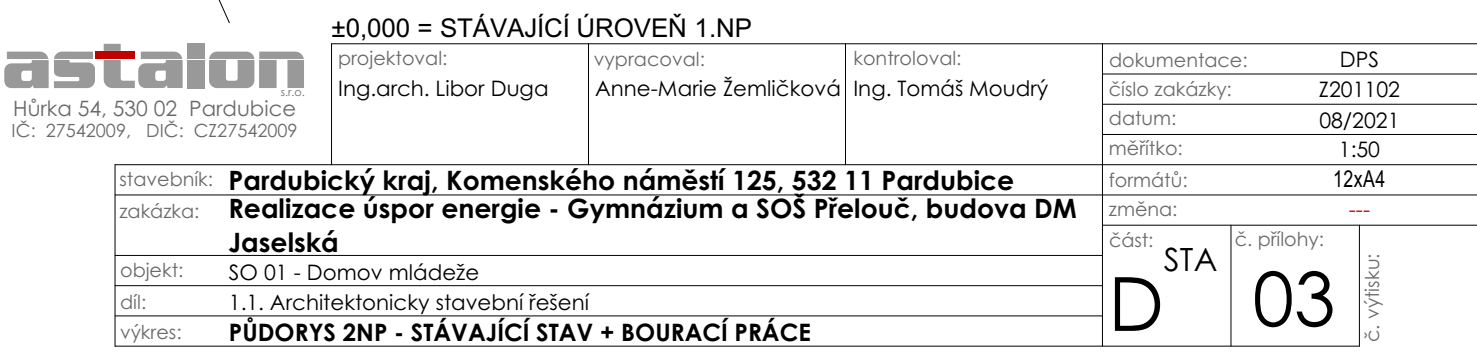 ±0,000 = STÁVAJÍCÍ ÚROVEŇ 1.NP
astalon
s.r.o.
Hůrka 54, 530 02 Pardubice
IČ: 27542009, DIČ: CZ27542009
projektoval:
Ing.arch. Libor Duga
vypracoval:
Anne-Marie Žemličková
kontroloval:
Ing. Tomáš Moudrý
dokumentace: DPS
číslo zakázky: Z201102
datum: 08/2021
měřítko: 1:50
formátů: 12xA4
změna: ---
stavebník: Pardubický kraj, Komenského náměstí 125, 532 11 Pardubice
zakázka: Realizace úspor energie - Gymnázium a SOŠ Přelouč, budova DM
Jaselská
objekt: SO 01 - Domov mládeže
díl: 1.1. Architektonicky stavební řešení
výkres: PŮDORYS 2NP - STÁVAJÍCÍ STAV + BOURACÍ PRÁCE
část:
D STA
č. přílohy:
03
č. výtisku: